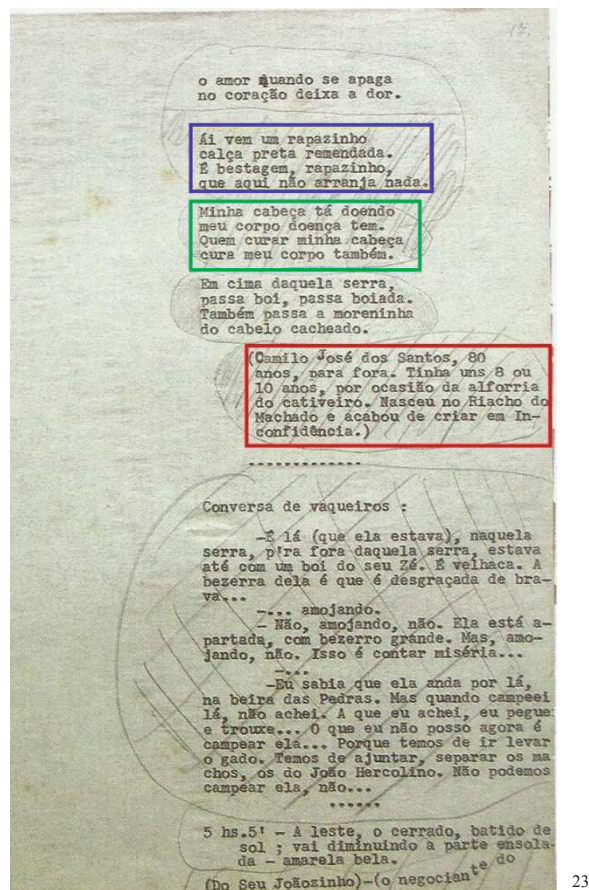 17.
o amor quando se apaga
no coração deixa a dor.
Aí vem um rapazinho
calça preta remendada.
É bestagem, rapazinho,
que aqui não arranja nada.
Minha cabeça tá doendo
meu corpo doença tem.
Quem curar minha cabeça
cura meu corpo também.
Em cima daquela serra,
passa boi, passa boiada.
Também passa a moreninha
do cabelo cacheado.
(Camilo José dos Santos, 80
anos, para fora. Tinha uns 8 ou
10 anos, por ocasião da alforria
do cativeiro. Nasceu no Riacho do
Machado e acabou de criar em In-
confidência.)
--------------
Conversa de vaqueiros :
-É lá (que ela estava), naquela
serra, p'ra fora daquela serra, estava
até com um boi do seu Zé. É velhaca. A
bezerra dela é que é desgraçada de bra-
va...
-... amojando.
- Não, amojando, não. Ela está a-
partada, com bezerro grande. Mas, amo-
jando, não. Isso é contar miséria...
-...
-Eu sabia que ela anda por lá,
na beira das Pedras. Mas quando campeei
lá, não achei. A que eu achei, eu pegue
e trouxe... O que eu não posso agora é
campear ela... Porque temos de ir levar
o gado. Temos de ajuntar, separar os ma
chos, os do João Hercolino. Não podemos
campear ela, não...
......
5 hs.5' - A leste, o cerrado, batido de
sol ; vai diminuindo a parte ensola-
da - amarela bela.
(Do Seu Joãozinho)-(o negociante do
23